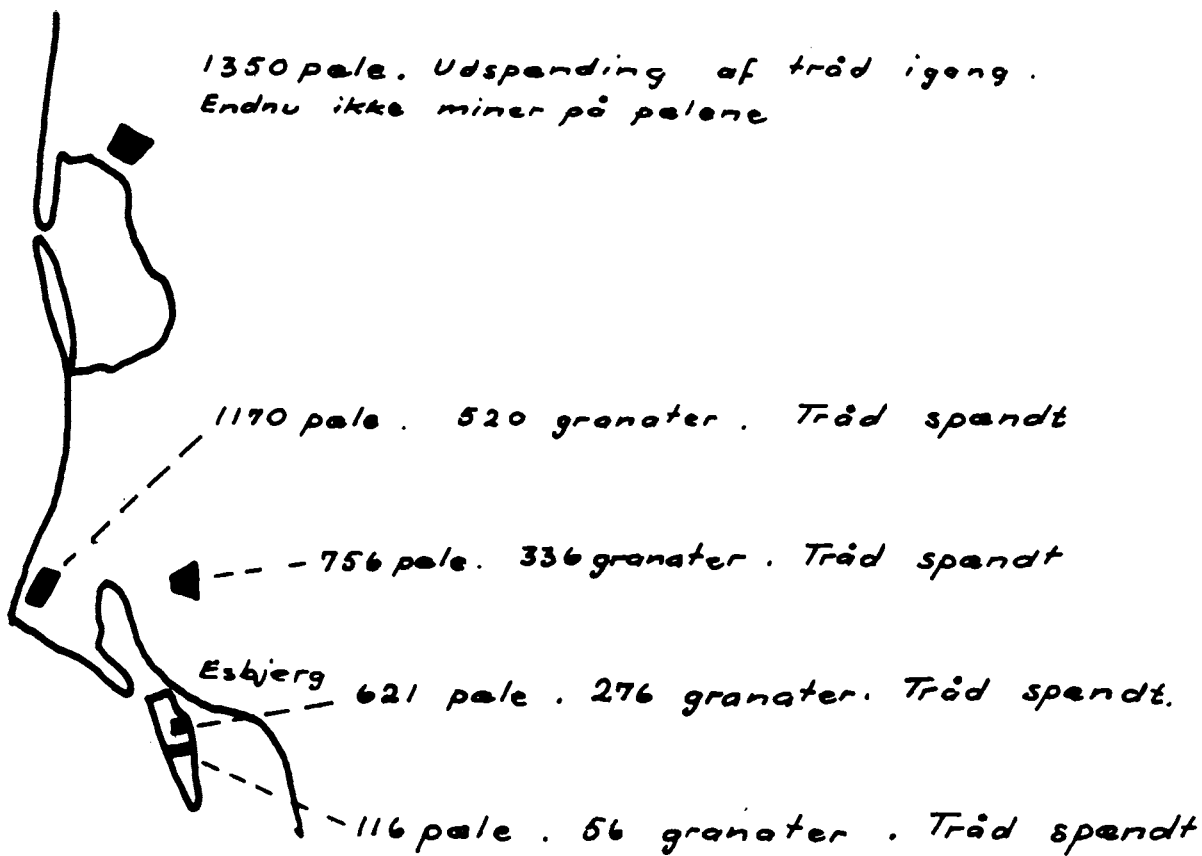 1350 pæle. Udspænding af tråd igang.
Endnu ikke miner på pælene
1170 pæle. 520 granater. Tråd spændt
756 pæle. 336 granater. Tråd spændt
Esbjerg
621 pæle. 276 granater. Tråd spændt.
116 pæle. 56 granater. Tråd spændt